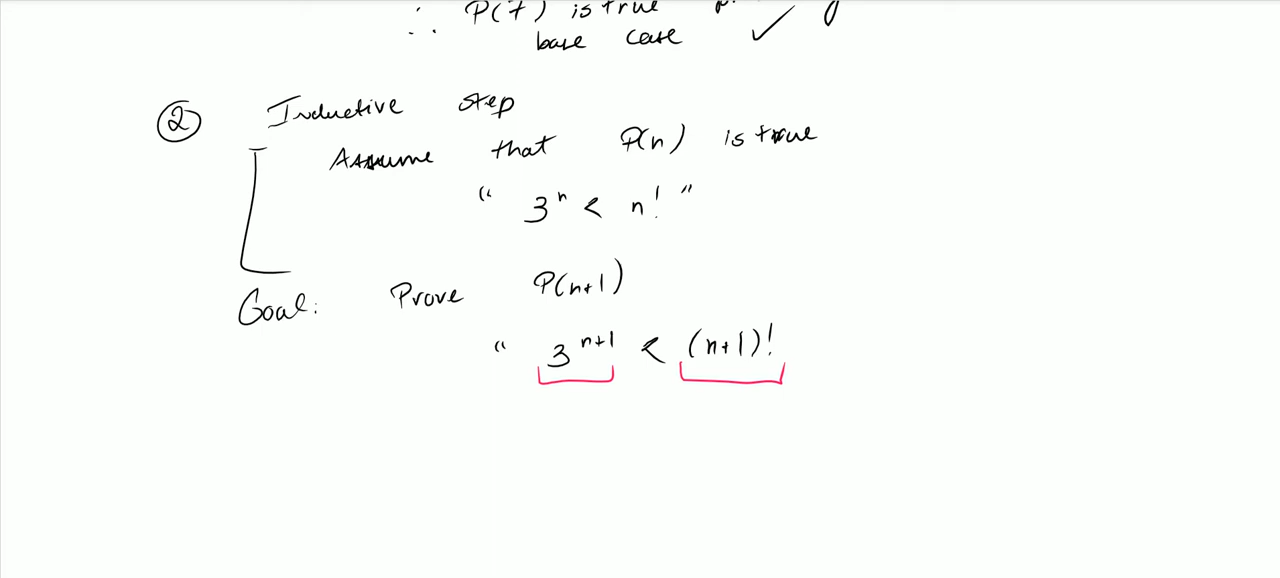 ∴ P(7) is true
base case ✓
② Inductive step
Assume that P(n) is true
“ 3ⁿ < n! ”
Goal: Prove P(n+1)
“ 3ⁿ⁺¹ < (n+1)!